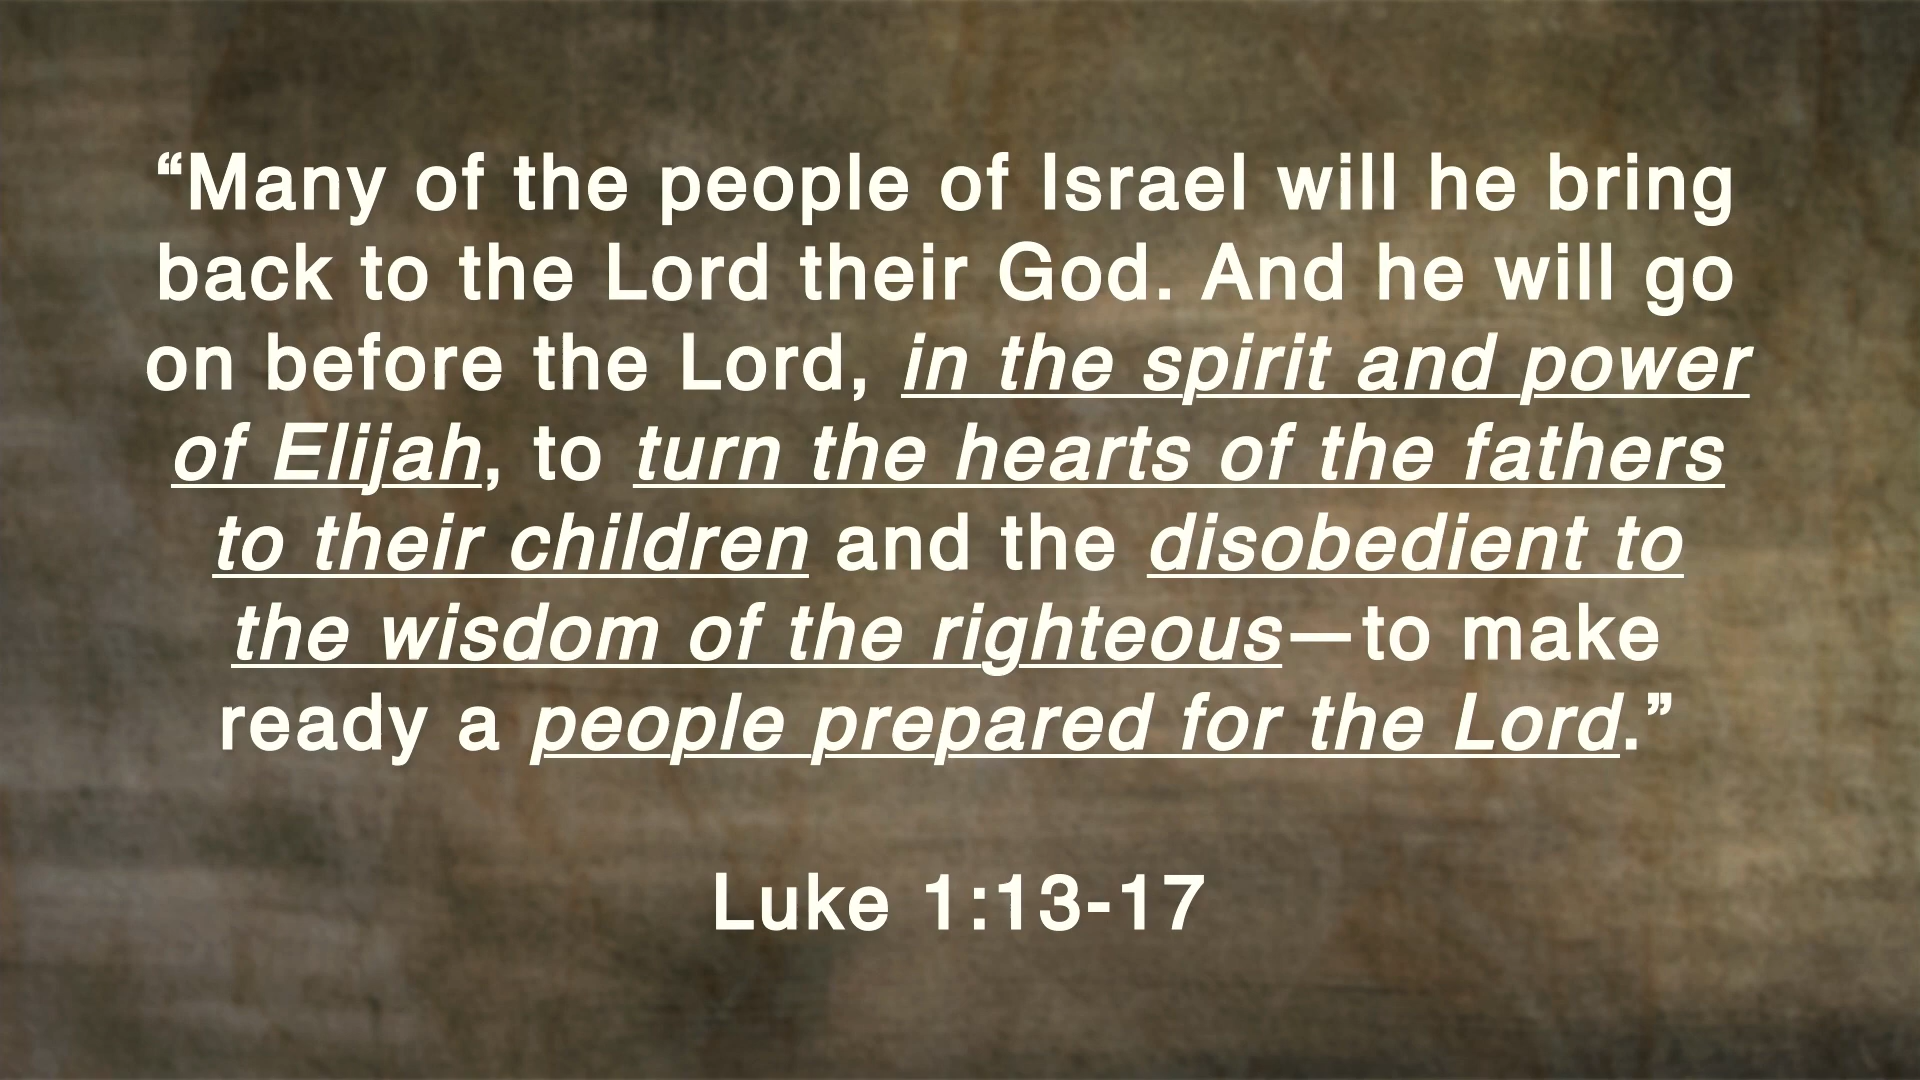 “Many of the people of Israel will he bring
back to the Lord their God. And he will go
on before the Lord, in the spirit and power
of Elijah, to turn the hearts of the fathers
to their children and the disobedient to
the wisdom of the righteous—to make
ready a people prepared for the Lord.”
Luke 1:13-17